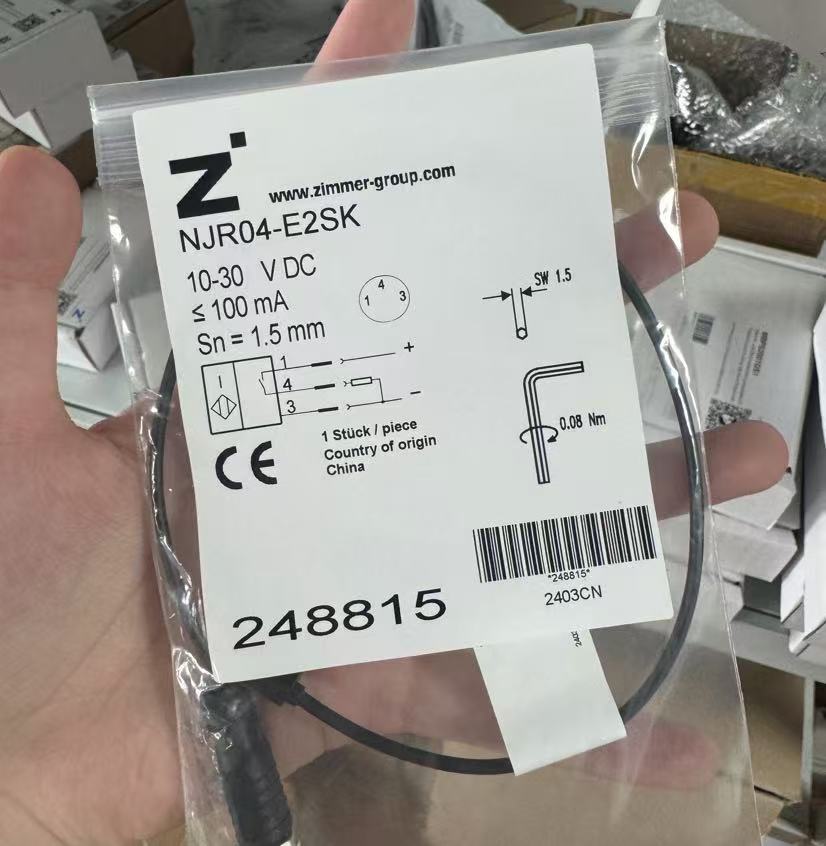 Z
www.zimmer-group.com
NJR04-E2SK
10-30 V DC
≤ 100 mA
Sn = 1.5 mm
4
1 3
SW 1.5
1 +
4
3 −
0.08 Nm
CE
1 Stück / piece
Country of origin
China
*248815*
2403CN
248815